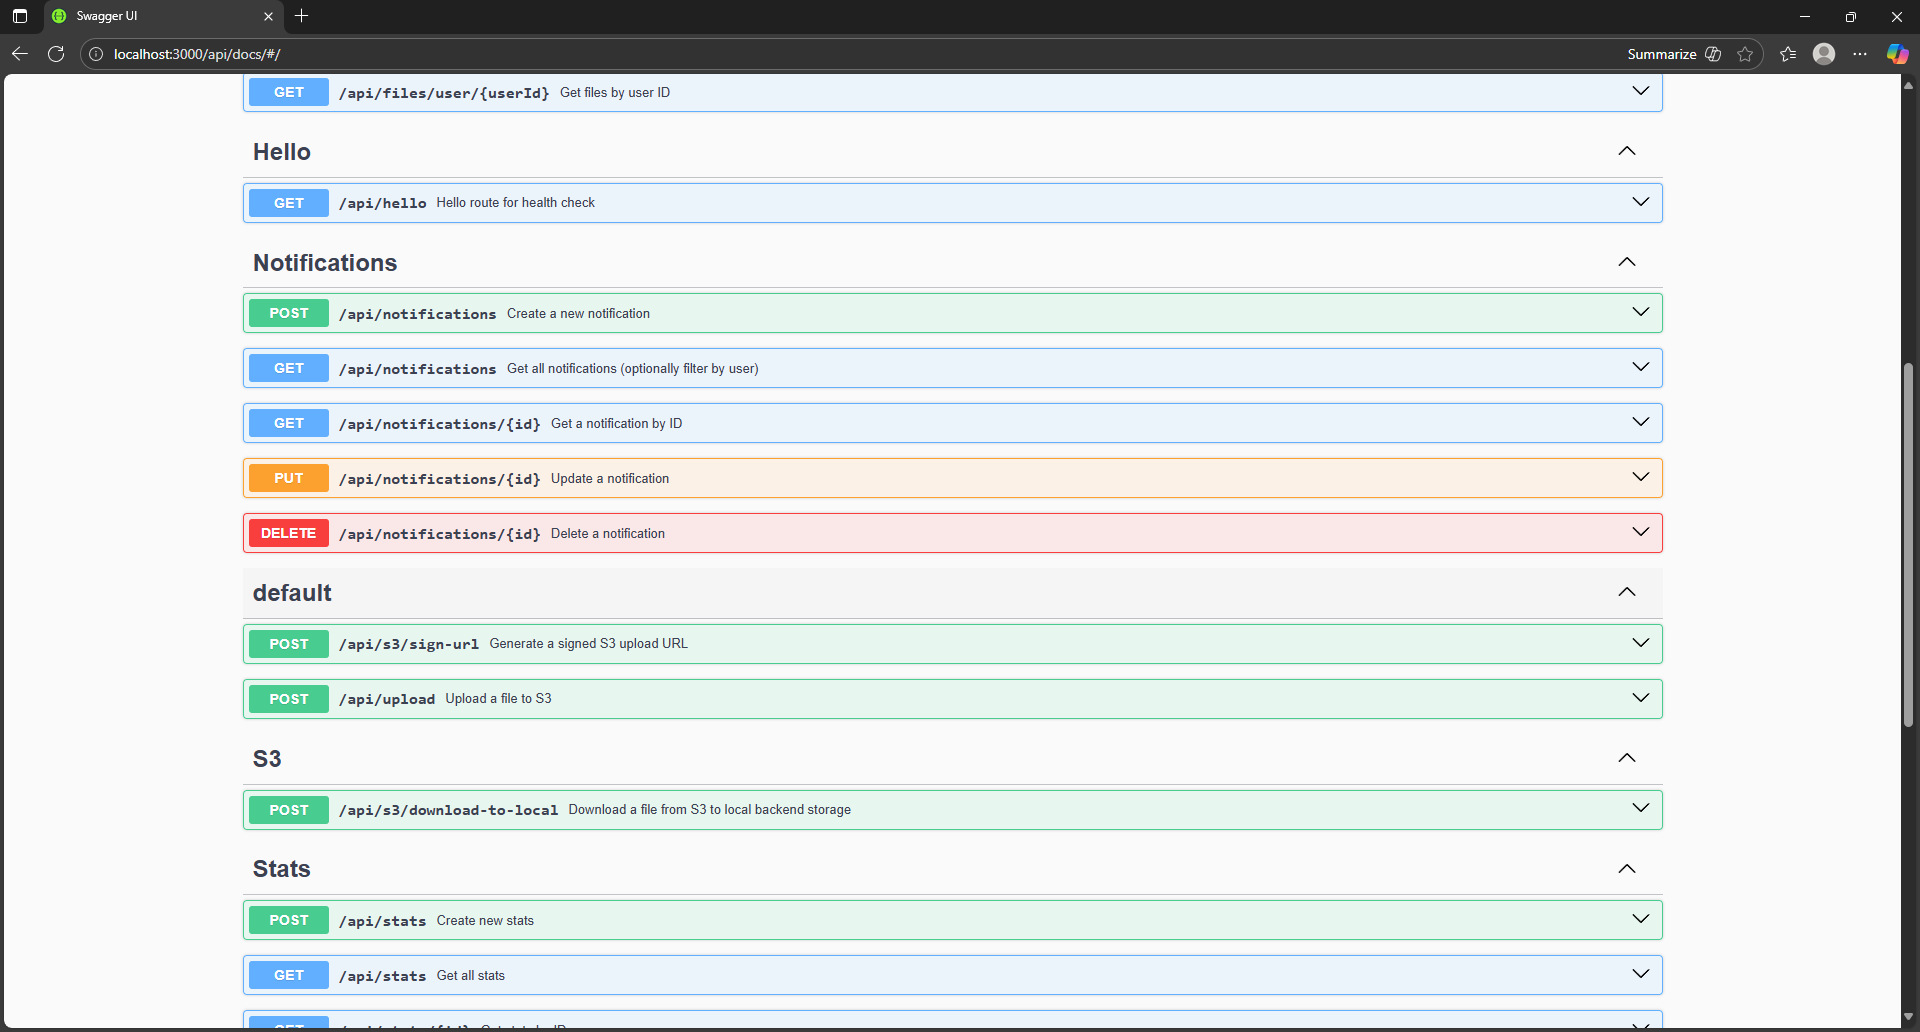 Swagger UI
localhost:3000/api/docs/#/
Summarize
GET /api/files/user/{userId} Get files by user ID
Hello
GET /api/hello Hello route for health check
Notifications
POST /api/notifications Create a new notification
GET /api/notifications Get all notifications (optionally filter by user)
GET /api/notifications/{id} Get a notification by ID
PUT /api/notifications/{id} Update a notification
DELETE /api/notifications/{id} Delete a notification
default
POST /api/s3/sign-url Generate a signed S3 upload URL
POST /api/upload Upload a file to S3
S3
POST /api/s3/download-to-local Download a file from S3 to local backend storage
Stats
POST /api/stats Create new stats
GET /api/stats Get all stats
GET